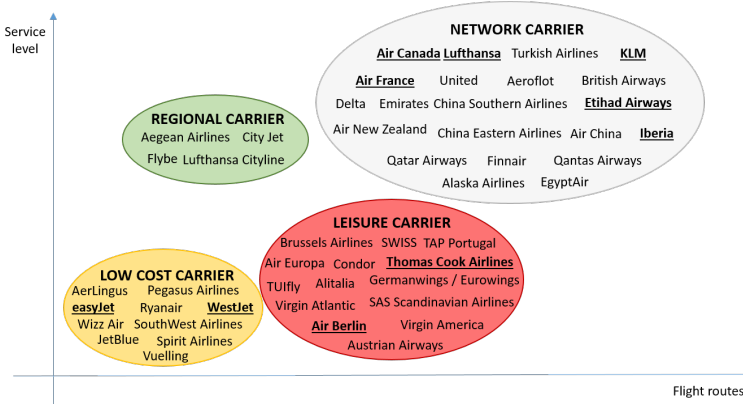 Service
level
NETWORK CARRIER
Air Canada Lufthansa Turkish Airlines KLM
Air France United Aeroflot British Airways
Delta Emirates China Southern Airlines Etihad Airways
Air New Zealand China Eastern Airlines Air China Iberia
Qatar Airways Finnair Qantas Airways
Alaska Airlines EgyptAir
REGIONAL CARRIER
Aegean Airlines City Jet
Flybe Lufthansa Cityline
LEISURE CARRIER
Brussels Airlines SWISS TAP Portugal
Air Europa Condor Thomas Cook Airlines
TUIfly Alitalia Germanwings / Eurowings
Virgin Atlantic SAS Scandinavian Airlines
Air Berlin Virgin America
Austrian Airways
LOW COST CARRIER
AerLingus Pegasus Airlines
easyJet Ryanair WestJet
Wizz Air SouthWest Airlines
JetBlue Spirit Airlines
Vuelling
Flight routes